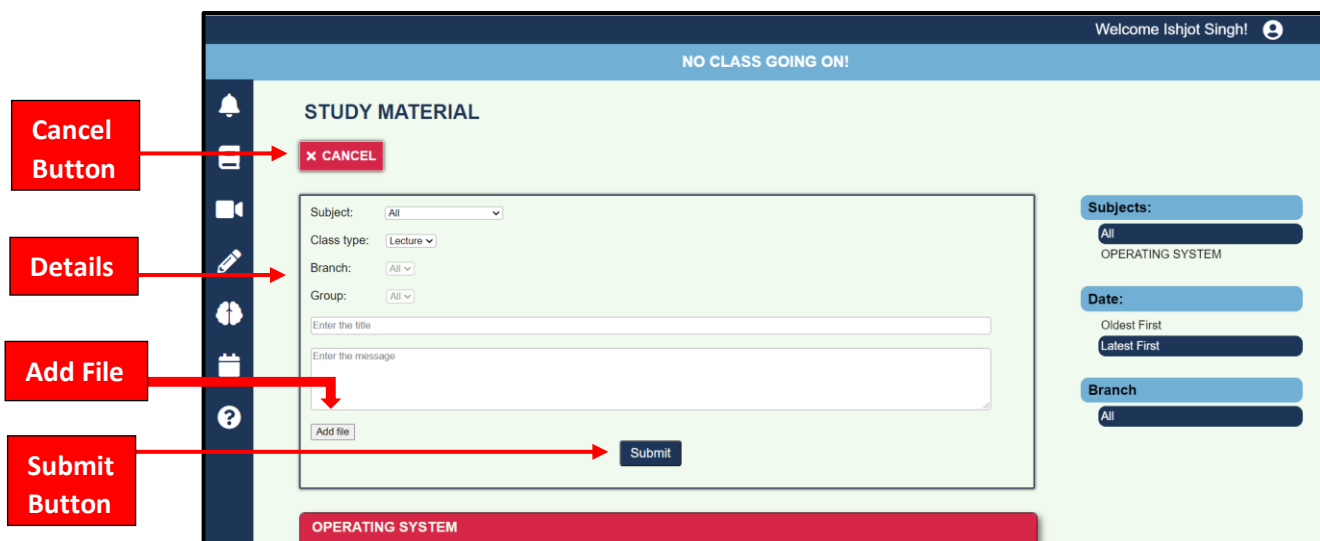 Welcome Ishjot Singh!
NO CLASS GOING ON!
STUDY MATERIAL
Cancel
Button
× CANCEL
Details
Subject: All
Class type: Lecture
Branch: All
Group: All
Enter the title
Enter the message
Add File
Add file
Submit
Button
Submit
OPERATING SYSTEM
Subjects:
All
OPERATING SYSTEM
Date:
Oldest First
Latest First
Branch
All